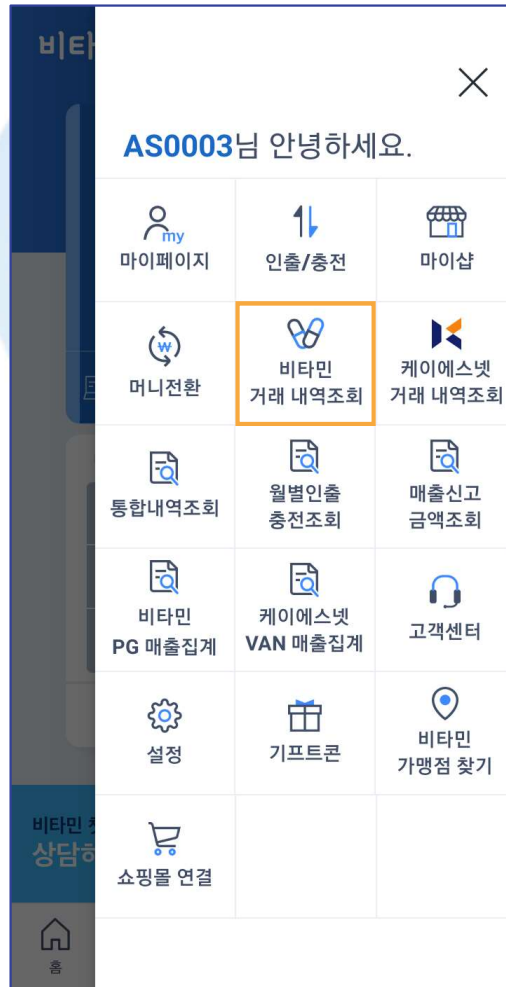 비타
AS0003님 안녕하세요.
my
마이페이지
인출/충전
마이샵
머니전환
비타민
거래 내역조회
케이에스넷
거래 내역조회
통합내역조회
월별인출
충전조회
매출신고
금액조회
비타민
PG 매출집계
케이에스넷
VAN 매출집계
고객센터
설정
기프트콘
비타민
가맹점 찾기
쇼핑몰 연결
비타민
상담하
홈